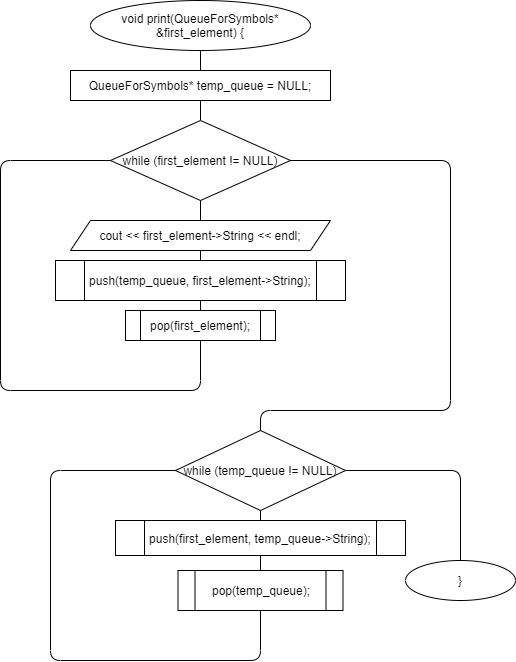 void print(QueueForSymbols*
&first_element) {
QueueForSymbols* temp_queue = NULL;
while (first_element != NULL)
cout << first_element->String << endl;
push(temp_queue, first_element->String);
pop(first_element);
while (temp_queue != NULL)
push(first_element, temp_queue->String);
pop(temp_queue);
}